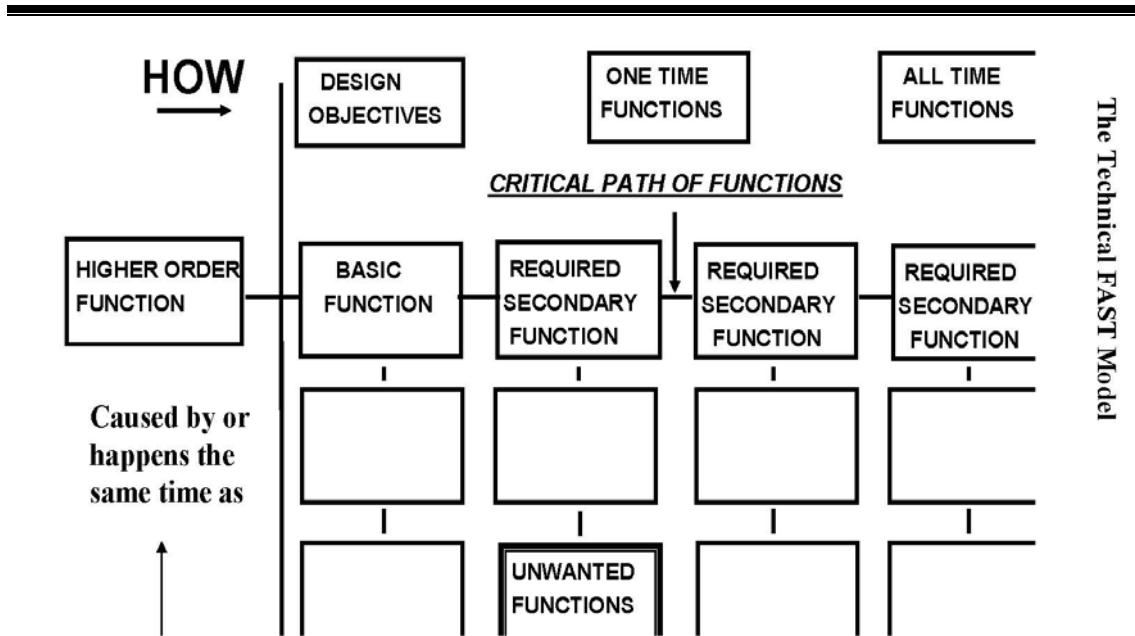 HOW
DESIGN
OBJECTIVES
ONE TIME
FUNCTIONS
ALL TIME
FUNCTIONS
CRITICAL PATH OF FUNCTIONS
HIGHER ORDER
FUNCTION
BASIC
FUNCTION
REQUIRED
SECONDARY
FUNCTION
REQUIRED
SECONDARY
FUNCTION
REQUIRED
SECONDARY
FUNCTION
Caused by or
happens the
same time as
UNWANTED
FUNCTIONS
The Technical FAST Model